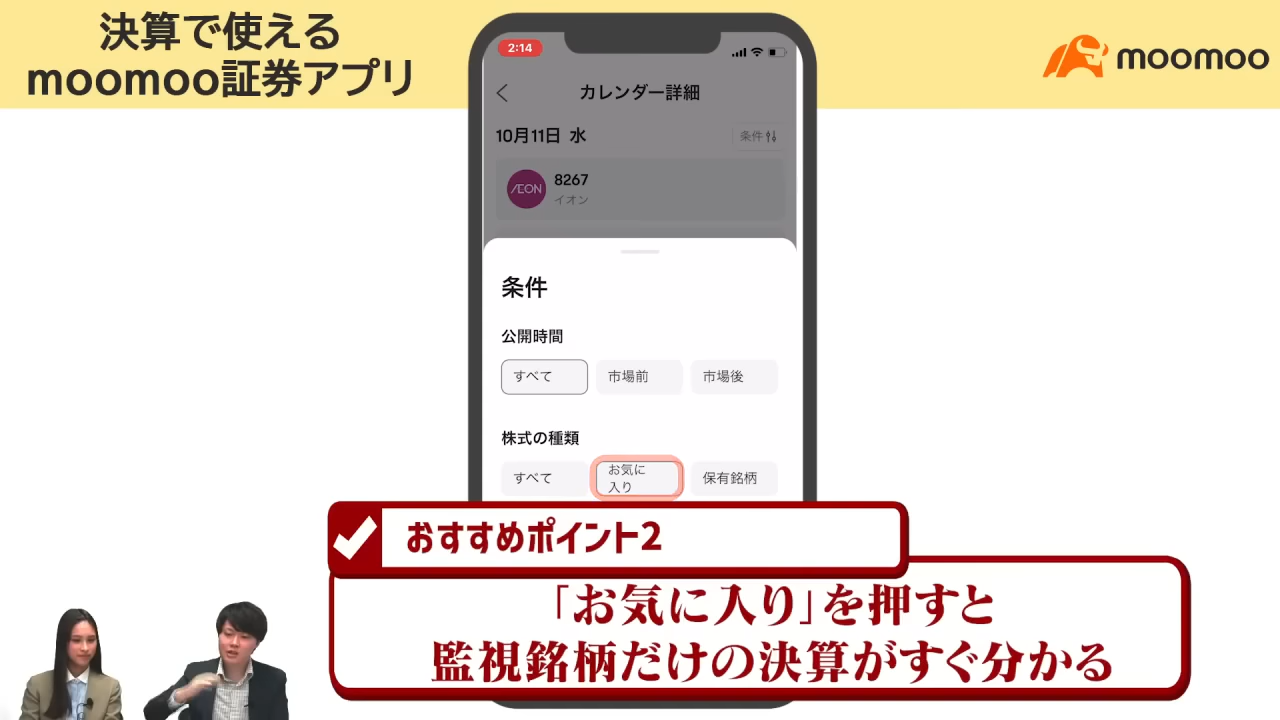 決算で使える
moomoo証券アプリ
moomoo
2:14
カレンダー詳細
10月11日 水
条件
AEON
8267
イオン
条件
公開時間
すべて
市場前
市場後
株式の種類
すべて
お気に
入り
保有銘柄
おすすめポイント2
「お気に入り」を押すと
監視銘柄だけの決算がすぐ分かる